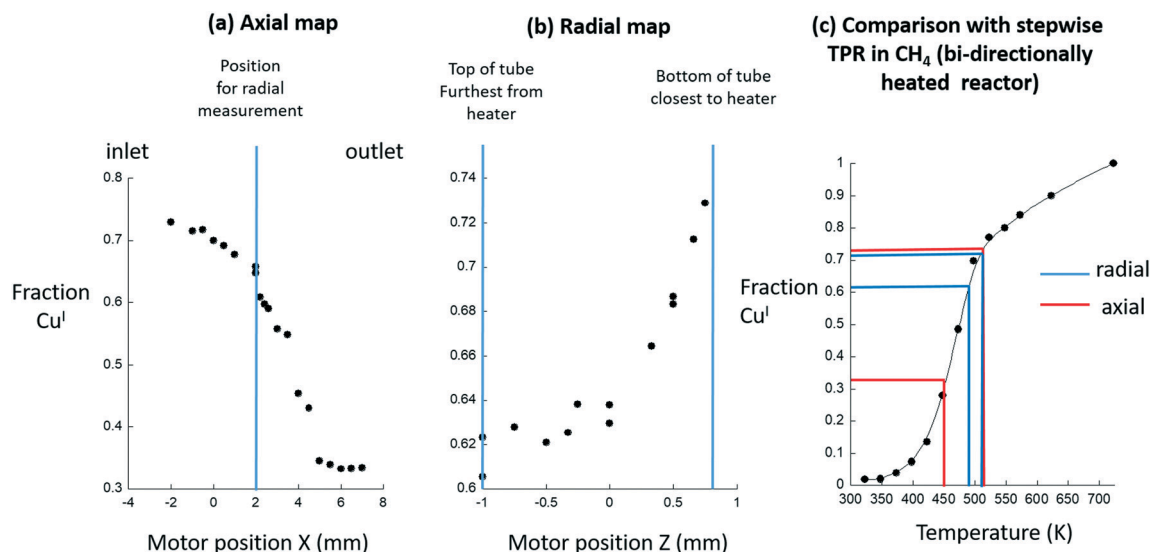 (a) Axial map
Position
for radial
measurement
inlet
outlet
0.8
0.7
0.6
0.5
0.4
0.3
Fraction
Cuᴵ
-4
-2
0
2
4
6
8
Motor position X (mm)
(b) Radial map
Top of tube
Furthest from
heater
Bottom of tube
closest to heater
0.74
0.72
0.7
0.68
0.66
0.64
0.62
0.6
-1
-0.5
0
0.5
1
Motor position Z (mm)
(c) Comparison with stepwise
TPR in CH₄ (bi-directionally
heated reactor)
Fraction
Cuᴵ
1
0.9
0.8
0.7
0.6
0.5
0.4
0.3
0.2
0.1
0
300
350
400
450
500
550
600
650
700
Temperature (K)
radial
axial